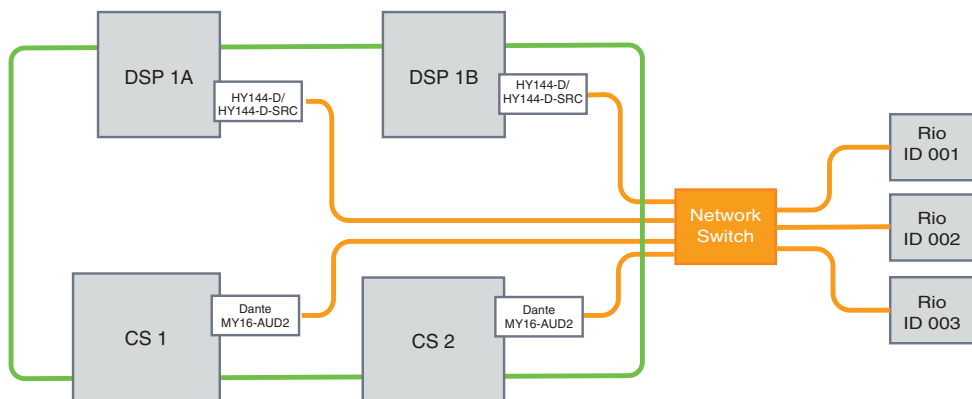 DSP 1A
HY144-D/
HY144-D-SRC
DSP 1B
HY144-D/
HY144-D-SRC
Rio
ID 001
Network
Switch
Rio
ID 002
Rio
ID 003
CS 1
Dante
MY16-AUD2
CS 2
Dante
MY16-AUD2